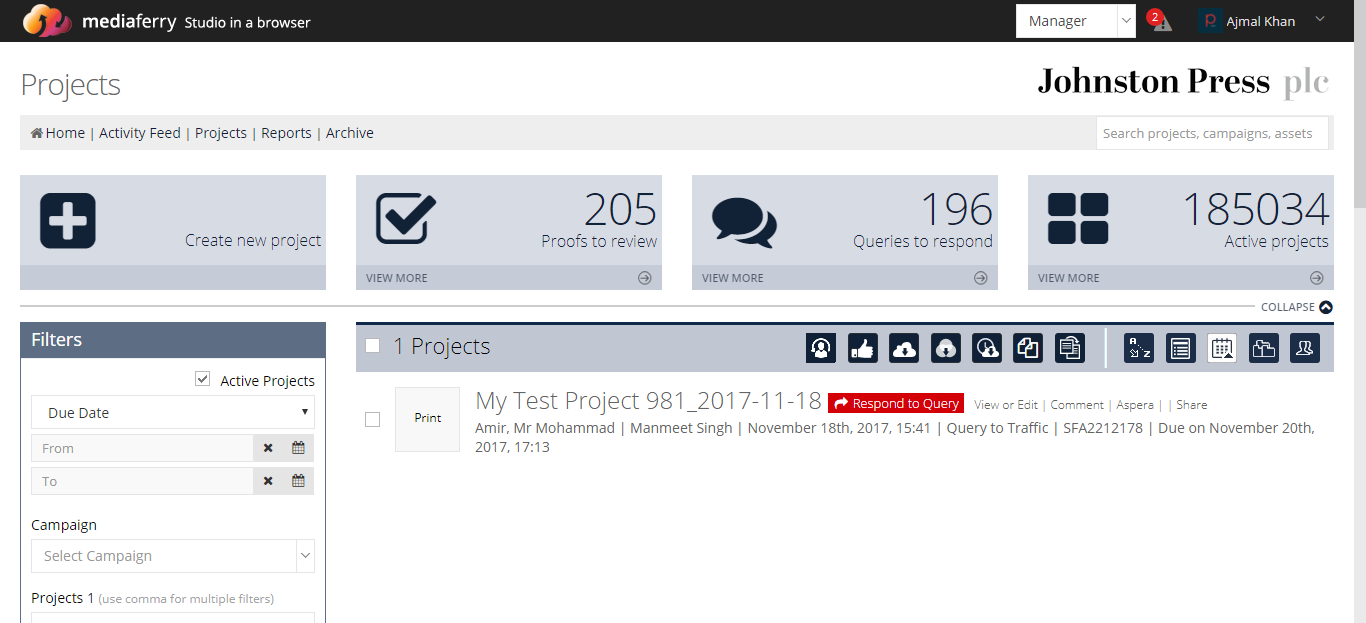 mediaferry Studio in a browser
Manager
2
Ajmal Khan
Projects
Johnston Press plc
Home | Activity Feed | Projects | Reports | Archive
Search projects, campaigns, assets
Create new project
205
Proofs to review
VIEW MORE
196
Queries to respond
VIEW MORE
185034
Active projects
VIEW MORE
COLLAPSE
Filters
Active Projects
Due Date
From
To
Campaign
Select Campaign
Projects 1 (use comma for multiple filters)
1 Projects
A Z
Print
My Test Project 981_2017-11-18 Respond to Query View or Edit | Comment | Aspera | | Share
Amir, Mr Mohammad | Manmeet Singh | November 18th, 2017, 15:41 | Query to Traffic | SFA2212178 | Due on November 20th,
2017, 17:13